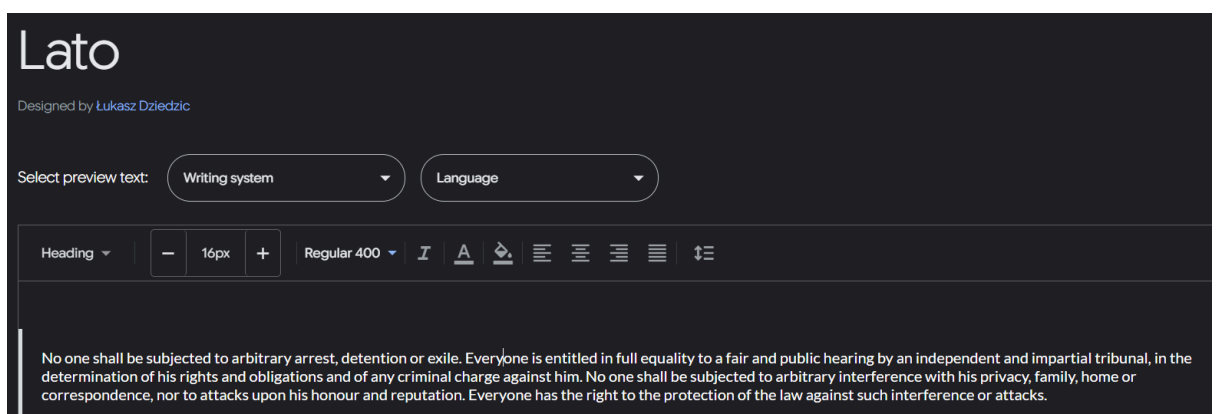 Lato
Designed by Łukasz Dziedzic
Select preview text: Writing system Language
Heading − 16px + Regular 400 I A
No one shall be subjected to arbitrary arrest, detention or exile. Everyone is entitled in full equality to a fair and public hearing by an independent and impartial tribunal, in the
determination of his rights and obligations and of any criminal charge against him. No one shall be subjected to arbitrary interference with his privacy, family, home or
correspondence, nor to attacks upon his honour and reputation. Everyone has the right to the protection of the law against such interference or attacks.